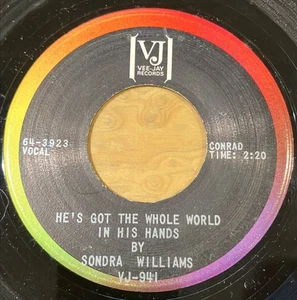 VJ
VEE-JAY
RECORDS
64-3923
VOCAL
CONRAD
TIME: 2:20
HE'S GOT THE WHOLE WORLD
IN HIS HANDS
BY
SONDRA WILLIAMS
VJ-941